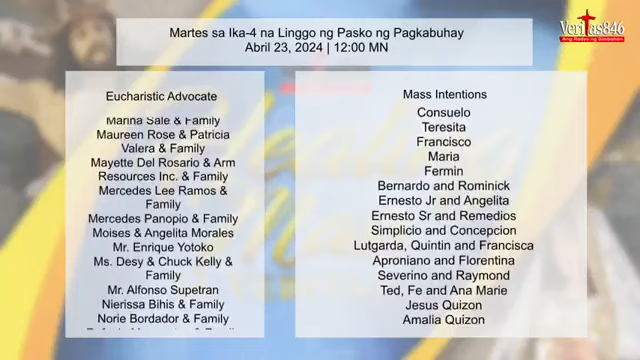 Martes sa Ika-4 na Linggo ng Pasko ng Pagkabuhay
Abril 23, 2024 | 12:00 MN
Veritas846
Ang Radyo ng Simbahan
Eucharistic Advocate
Marina Sale & Family
Maureen Rose & Patricia
Valera & Family
Mayette Del Rosario & Arm
Resources Inc. & Family
Mercedes Lee Ramos &
Family
Mercedes Panopio & Family
Moises & Angelita Morales
Mr. Enrique Yotoko
Ms. Desy & Chuck Kelly &
Family
Mr. Alfonso Supetran
Nierissa Bihis & Family
Norie Bordador & Family
Mass Intentions
Consuelo
Teresita
Francisco
Maria
Fermin
Bernardo and Rominick
Ernesto Jr and Angelita
Ernesto Sr and Remedios
Simplicio and Concepcion
Lutgarda, Quintin and Francisca
Aproniano and Florentina
Severino and Raymond
Ted, Fe and Ana Marie
Jesus Quizon
Amalia Quizon